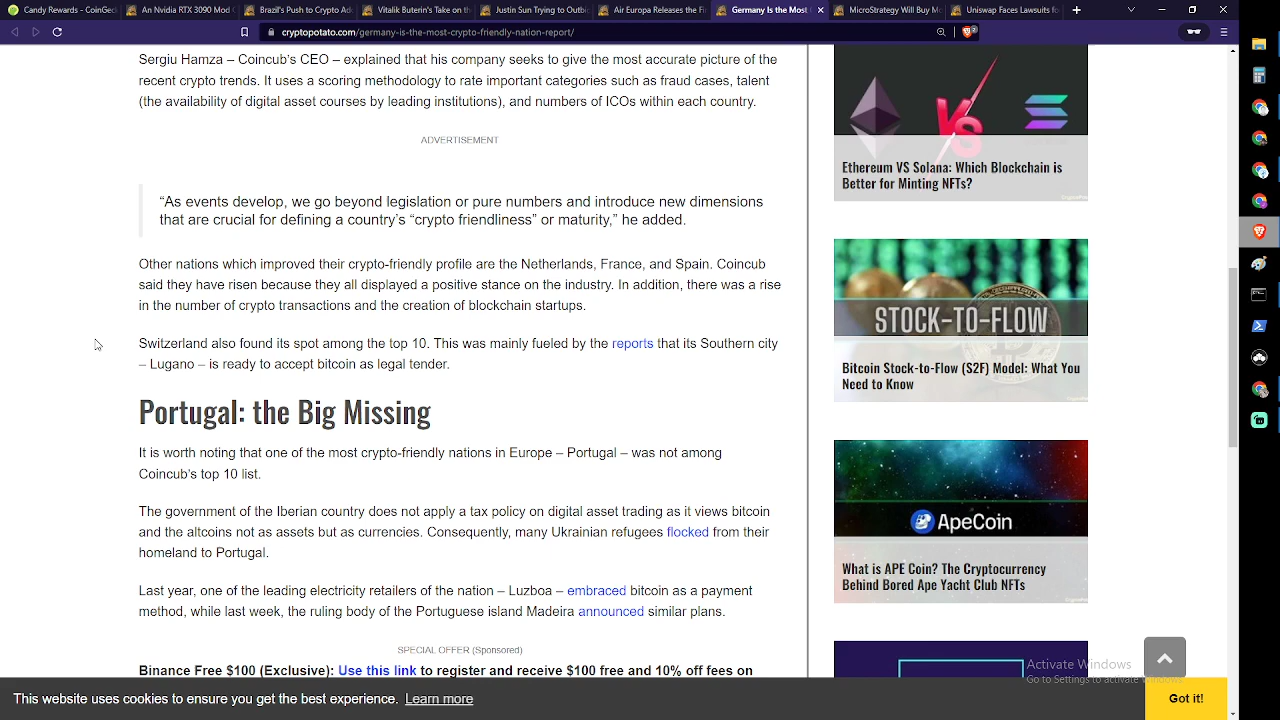 Candy Rewards - CoinGec
An Nvidia RTX 3090 Mod
Brazil's Push to Crypto Ad
Vitalik Buterin's Take on th
Justin Sun Trying to Outbi
Air Europa Releases the Fi
Germany Is the Most
MicroStrategy Will Buy M
Uniswap Faces Lawsuits fo
cryptopotato.com/germany-is-the-most-crypto-friendly-nation-report/
Sergiu Hamza – Coincub's CEO – explained that his company seeks to give the most accurate picture of the
recent crypto trends. It uses a scoring methodology to rate important categories such as fraud cases, talent
(the availability of digital asset courses by leading institutions), and numbers of ICOs within each country.
ADVERTISEMENT
“As events develop, we go beyond legislation or pure numbers and introduce new dimensions
that are crucial for defining a country’s “crypto friendliness” or maturity,” he added.
Other nations which improved their crypto-friendly profile are the Netherlands, France, and Spain. Coincub
said they have risen because they all displayed a positive stance on the industry. In addition, there was a rise
in the number of crypto transactions and the creation of blockchain startups.
Switzerland also found its spot among the top 10. This was mainly fueled by the reports that its Southern city
– Lugano – is ready to accept bitcoin as legal tender.
Portugal: the Big Missing
It is worth noting that one of the most crypto-friendly nations in Europe – Portugal – was not among
Coincub's top 10 list.
The government of the Iberian country does not apply a tax policy on digital asset trading as it views bitcoin
and the altcoins not as assets but as currencies. Consequently, many Ukrainian refugees flocked from their
homeland to Portugal.
Last year, one of the leading electricity retailers of the nation – Luzboa – embraced bitcoin as a payment
method, while last week, the ruling body of the Portuguese island Madeira announced similar plans.
SPECIAL OFFER (Sponsored)
Binance Free $100 (Exclusive): Use this link to register and receive $100 free and 10% off fees on
VS
Ethereum VS Solana: Which Blockchain is
Better for Minting NFTs?
STOCK-TO-FLOW
Bitcoin Stock-to-Flow (S2F) Model: What You
Need to Know
ApeCoin
What is APE Coin? The Cryptocurrency
Behind Bored Ape Yacht Club NFTs
Activate Windows
Go to Settings to activate Windows.
This website uses cookies to ensure you get the best experience. Learn more
Got it!